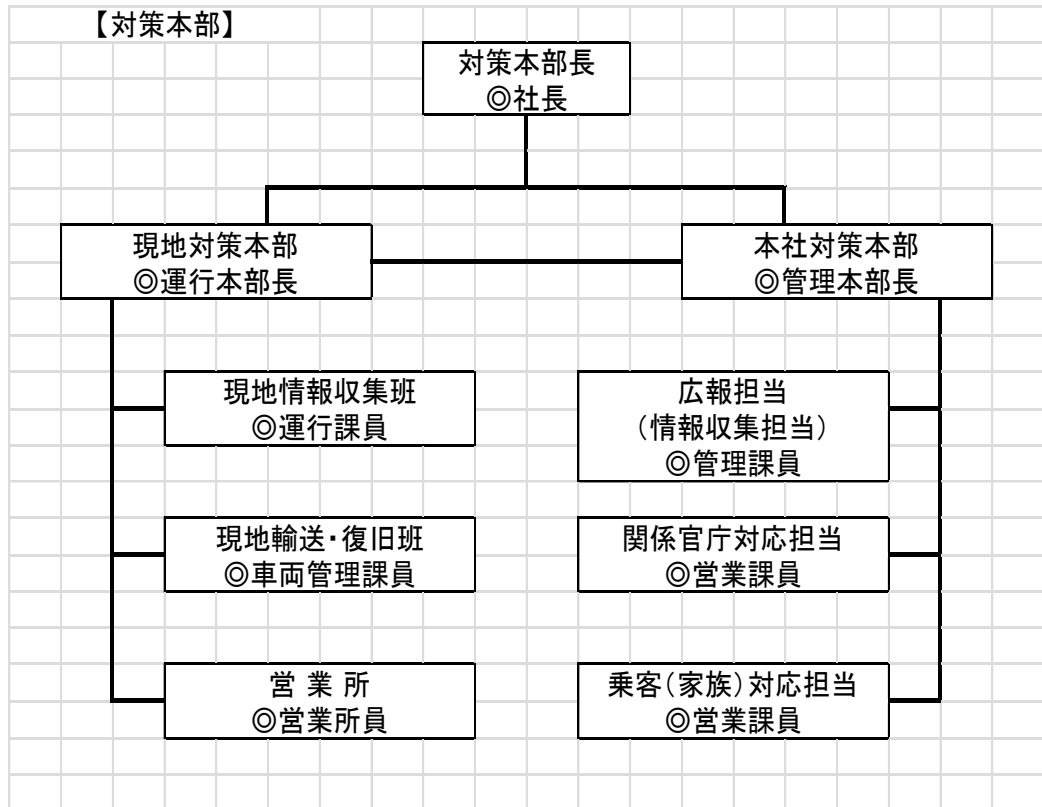 【対策本部】
対策本部長
◎社長
現地対策本部
◎運行本部長
本社対策本部
◎管理本部長
現地情報収集班
◎運行課員
広報担当
（情報収集担当）
◎管理課員
現地輸送・復旧班
◎車両管理課員
関係官庁対応担当
◎営業課員
営 業 所
◎営業所員
乗客（家族）対応担当
◎営業課員